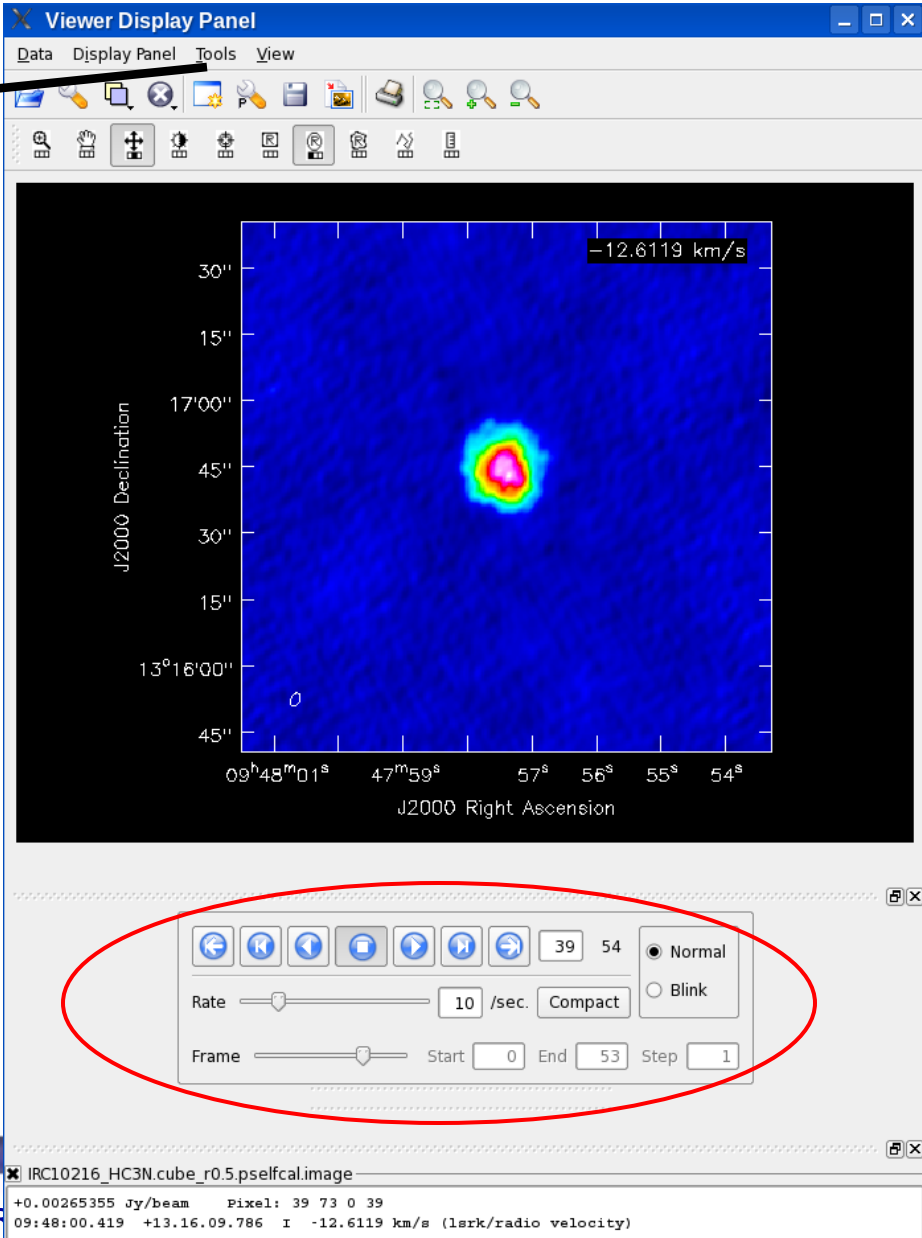 Viewer Display Panel
Data Display Panel Tools View
P
R R R
−12.6119 km/s
30"
15"
17'00"
45"
30"
15"
13°16'00"
45"
J2000 Declination
09ʰ48ᵐ01ˢ 47ᵐ59ˢ 57ˢ 56ˢ 55ˢ 54ˢ
J2000 Right Ascension
39 54
Normal
Blink
Rate 10 /sec. Compact
Frame Start 0 End 53 Step 1
IRC10216_HC3N.cube_r0.5.pselfcal.image
+0.00265355 Jy/beam Pixel: 39 73 0 39
09:48:00.419 +13.16.09.786 I -12.6119 km/s (lsrk/radio velocity)